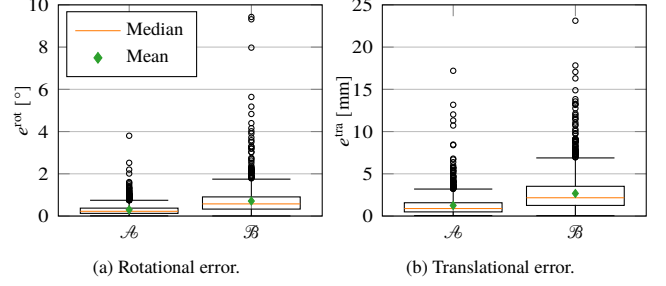 10
8
6
4
2
0
e^rot [°]
Median
Mean
𝒜
ℬ
(a) Rotational error.
25
20
15
10
5
0
e^tra [mm]
𝒜
ℬ
(b) Translational error.